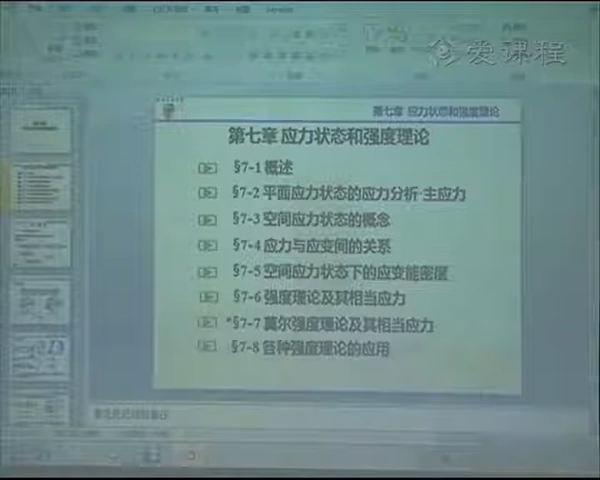 爱课程
第七章 应力状态和强度理论
第七章 应力状态和强度理论
§7-1 概述
§7-2 平面应力状态的应力分析·主应力
§7-3 空间应力状态的概念
§7-4 应力与应变间的关系
§7-5 空间应力状态下的应变能密度
§7-6 强度理论及其相当应力
*§7-7 莫尔强度理论及其相当应力
§7-8 各种强度理论的应用